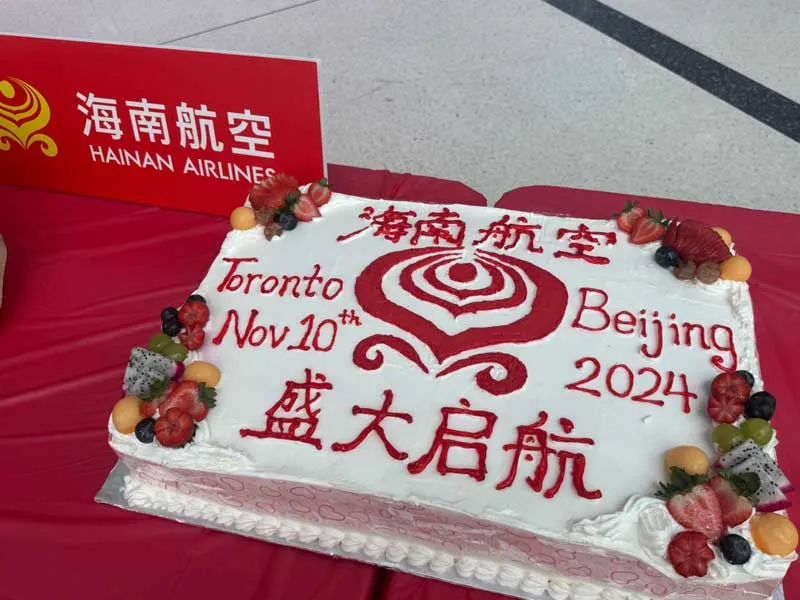 海南航空
HAINAN AIRLINES
海南航空
Toronto
Nov 10th
Beijing
2024
盛大启航